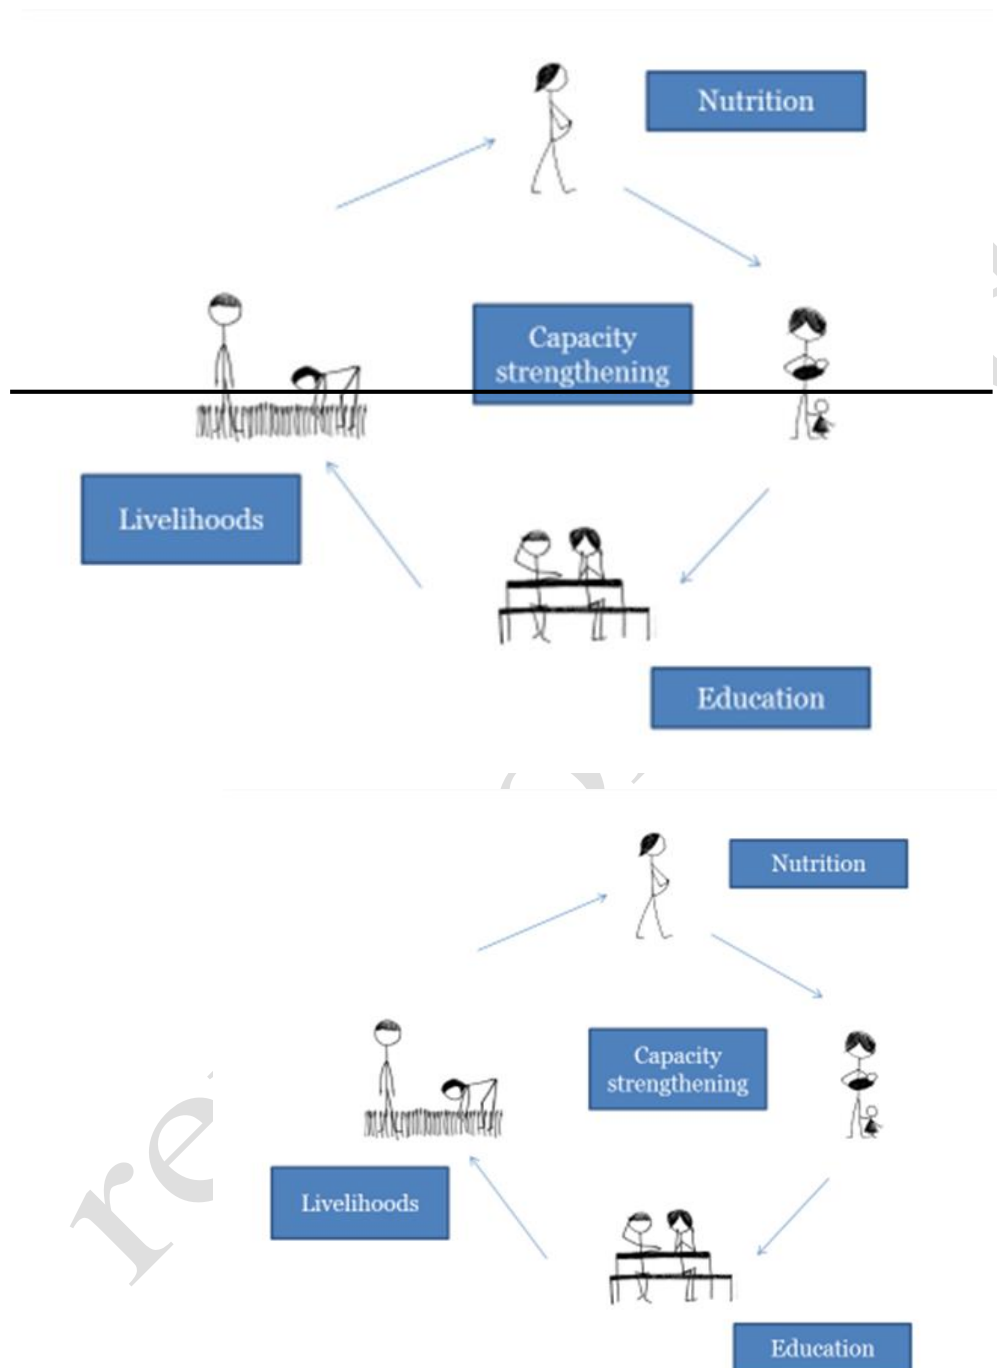 Nutrition
Capacity
strengthening
Livelihoods
Education
Nutrition
Capacity
strengthening
Livelihoods
Education